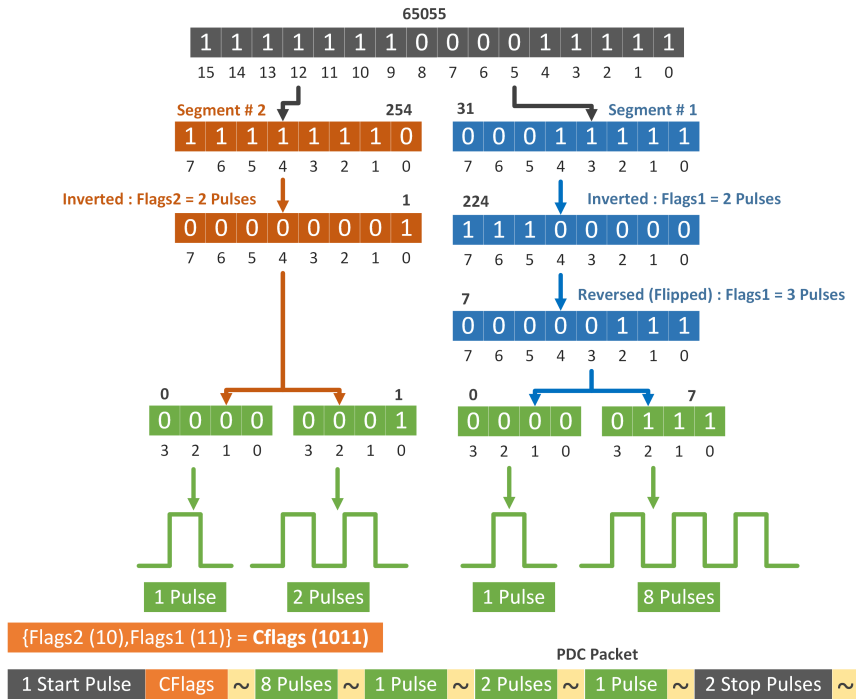 65055
1 1 1 1 1 1 1 0 0 0 0 1 1 1 1 1
15 14 13 12 11 10 9 8 7 6 5 4 3 2 1 0
Segment # 2 254 31 Segment # 1
1 1 1 1 1 1 1 0 0 0 0 1 1 1 1 1
7 6 5 4 3 2 1 0 7 6 5 4 3 2 1 0
Inverted : Flags2 = 2 Pulses 1 224 Inverted : Flags1 = 2 Pulses
0 0 0 0 0 0 0 1 1 1 1 0 0 0 0 0
7 6 5 4 3 2 1 0 7 6 5 4 3 2 1 0
7 Reversed (Flipped) : Flags1 = 3 Pulses
0 0 0 0 0 1 1 1
7 6 5 4 3 2 1 0
0 1 0 7
0 0 0 0 0 0 0 1 0 0 0 0 0 1 1 1
3 2 1 0 3 2 1 0 3 2 1 0 3 2 1 0
1 Pulse 2 Pulses 1 Pulse 8 Pulses
{Flags2 (10),Flags1 (11)} = Cflags (1011)
PDC Packet
1 Start Pulse CFlags ~ 8 Pulses ~ 1 Pulse ~ 2 Pulses ~ 1 Pulse ~ 2 Stop Pulses ~